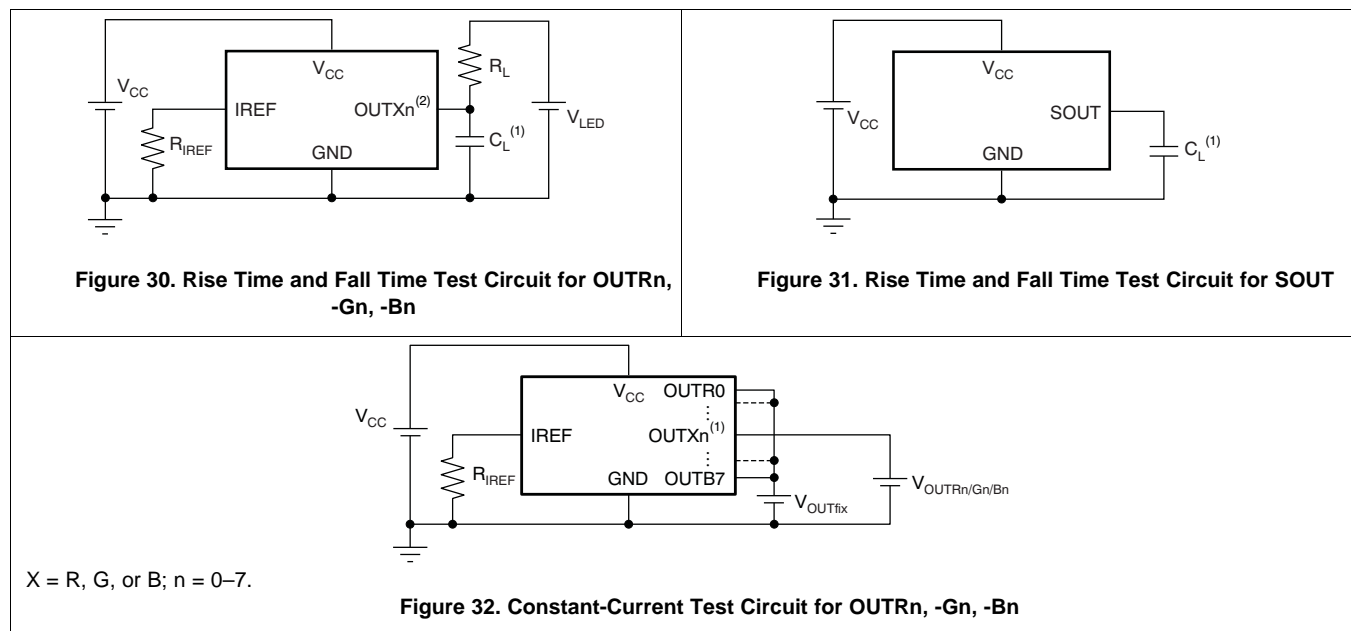 V_CC
V_CC
IREF
OUTXn^(2)
R_L
V_LED
R_IREF
GND
C_L^(1)
Figure 30. Rise Time and Fall Time Test Circuit for OUTRn,
-Gn, -Bn
V_CC
V_CC
SOUT
GND
C_L^(1)
Figure 31. Rise Time and Fall Time Test Circuit for SOUT
V_CC
V_CC
OUTR0
IREF
OUTXn^(1)
R_IREF
GND
OUTB7
V_OUTfix
V_OUTRn/Gn/Bn
X = R, G, or B; n = 0–7.
Figure 32. Constant-Current Test Circuit for OUTRn, -Gn, -Bn